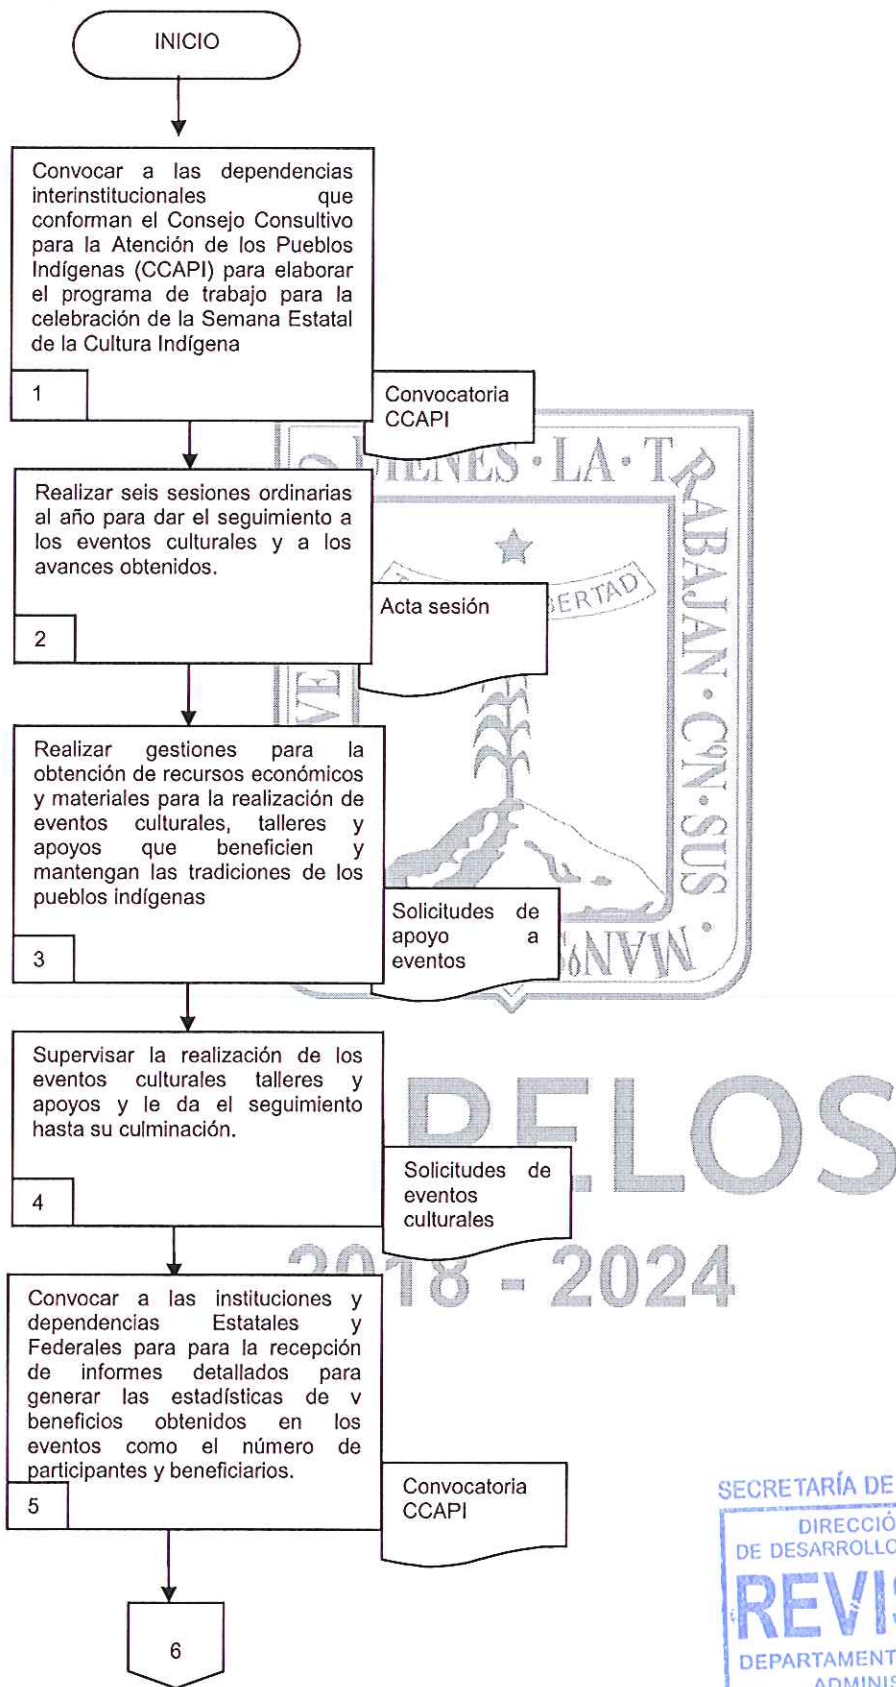 INICIO
Convocar a las dependencias
interinstitucionales que
conforman el Consejo Consultivo
para la Atención de los Pueblos
Indígenas (CCAPI) para elaborar
el programa de trabajo para la
celebración de la Semana Estatal
de la Cultura Indígena
1
Convocatoria
CCAPI
Realizar seis sesiones ordinarias
al año para dar el seguimiento a
los eventos culturales y a los
avances obtenidos.
2
Acta sesión
Realizar gestiones para la
obtención de recursos económicos
y materiales para la realización de
eventos culturales, talleres y
apoyos que beneficien y
mantengan las tradiciones de los
pueblos indígenas
3
Solicitudes de
apoyo a
eventos
Supervisar la realización de los
eventos culturales talleres y
apoyos y le da el seguimiento
hasta su culminación.
4
Solicitudes de
eventos
culturales
Convocar a las instituciones y
dependencias Estatales y
Federales para para la recepción
de informes detallados para
generar las estadísticas de v
beneficios obtenidos en los
eventos como el número de
participantes y beneficiarios.
5
Convocatoria
CCAPI
6
LA · TRABAJAN · CON · SUS ·
2018 - 2024
SECRETARÍA DE
DE